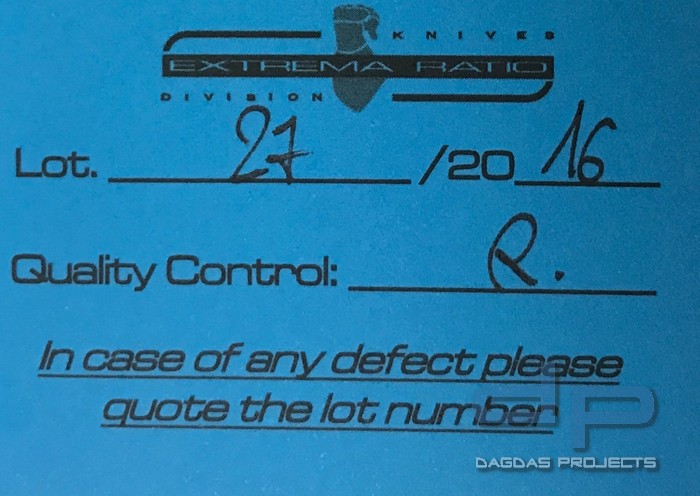 KNIVES
EXTREMA RATIO
DIVISION
Lot. 27 /2016
Quality Control: R.
In case of any defect please
quote the lot number
dp
DAGDAS PROJECTS